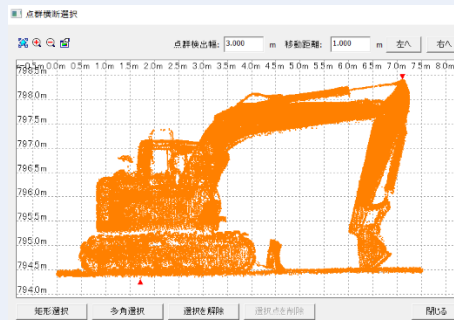 点群横断選択
点群検出幅: 3.000 m 移動距離: 1.000 m 左へ 右へ
-0.5m 0.0m 0.5m 1.0m 1.5m 2.0m 2.5m 3.0m 3.5m 4.0m 4.5m 5.0m 5.5m 6.0m 6.5m 7.0m 7.5m 8.0m
798.5m
798.0m
797.5m
797.0m
796.5m
796.0m
795.5m
795.0m
794.5m
794.0m
矩形選択 多角選択 選択を解除 選択点を削除 閉じる